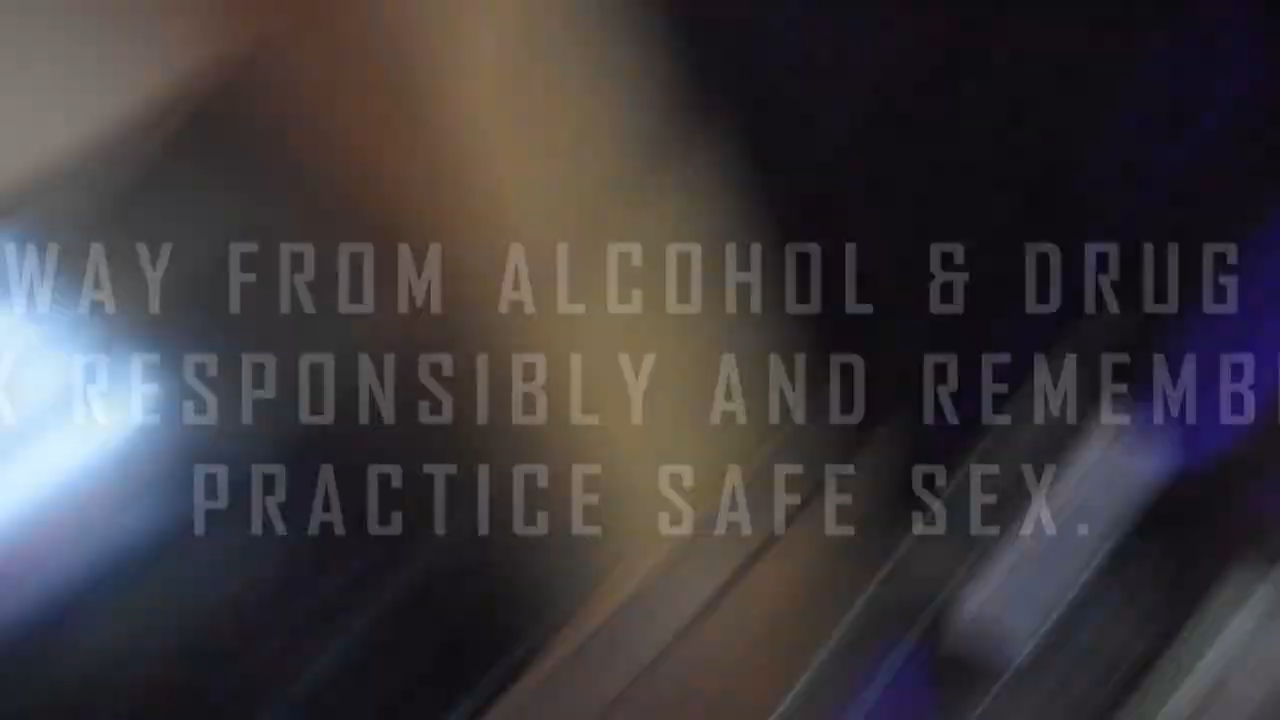 WAY FROM ALCOHOL & DRUG
RESPONSIBLY AND REMEMB
PRACTICE SAFE SEX.